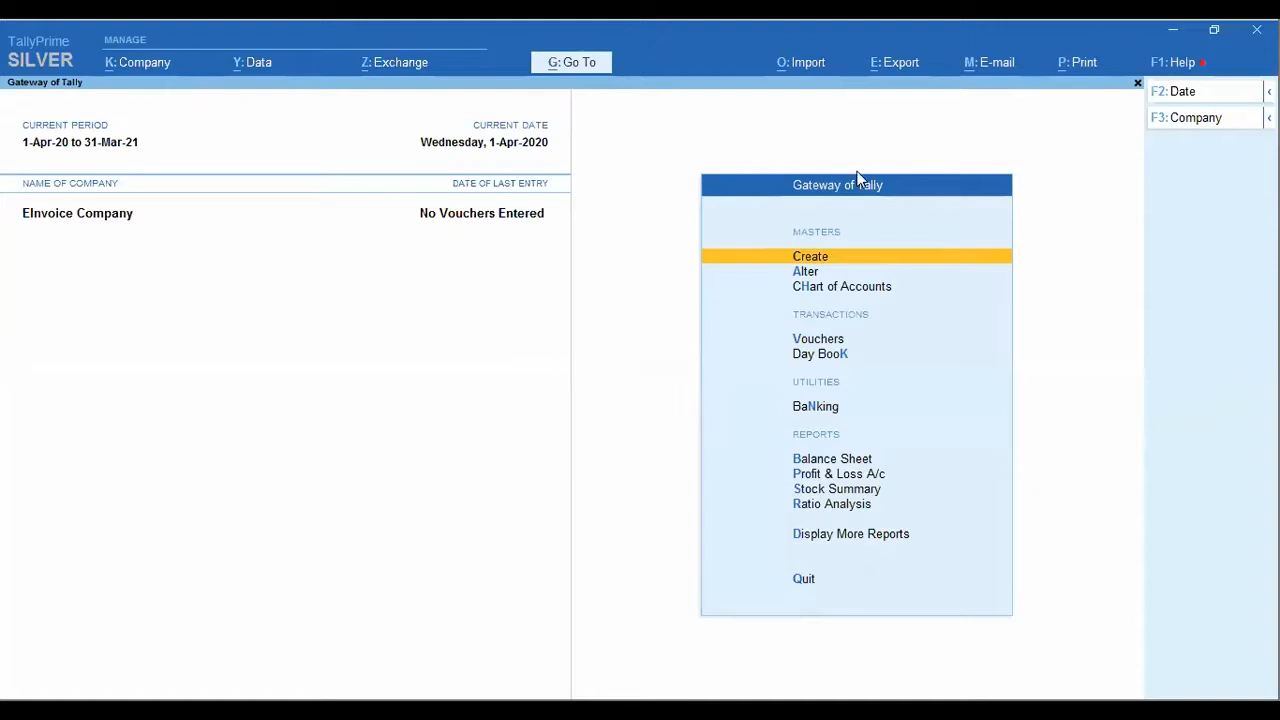 TallyPrime
SILVER
MANAGE
K: Company
Y: Data
Z: Exchange
G: Go To
O: Import
E: Export
M: E-mail
P: Print
F1: Help
Gateway of Tally
F2: Date
F3: Company
CURRENT PERIOD
CURRENT DATE
1-Apr-20 to 31-Mar-21
Wednesday, 1-Apr-2020
NAME OF COMPANY
DATE OF LAST ENTRY
EInvoice Company
No Vouchers Entered
Gateway of Tally
MASTERS
Create
Alter
CHart of Accounts
TRANSACTIONS
Vouchers
Day BooK
UTILITIES
BaNking
REPORTS
Balance Sheet
Profit & Loss A/c
Stock Summary
Ratio Analysis
Display More Reports
Quit